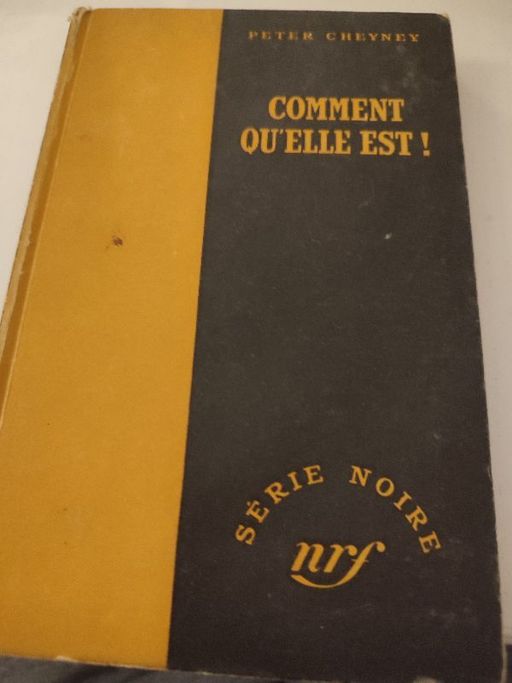 PETER CHEYNEY
COMMENT
QU'ELLE EST !
SÉRIE NOIRE
nrf